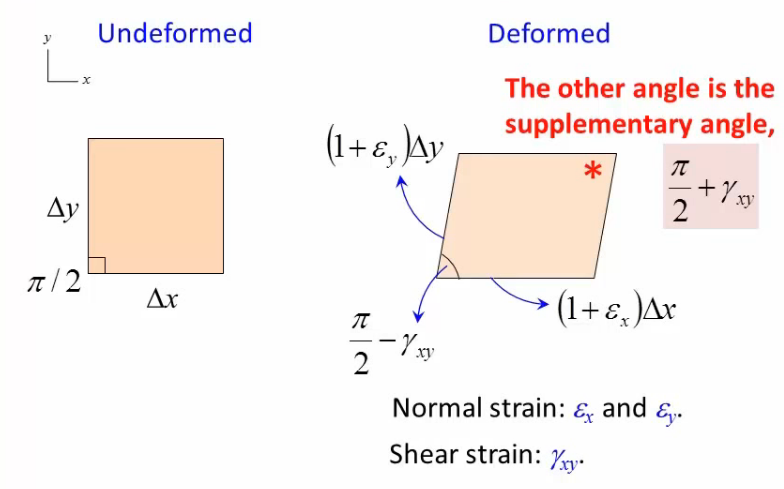 y
Undeformed
Deformed
x
The other angle is the
supplementary angle,
(1+εy)Δy
*
π/2 + γxy
Δy
π / 2
Δx
(1+εx)Δx
π/2 − γxy
Normal strain: εx and εy.
Shear strain: γxy.